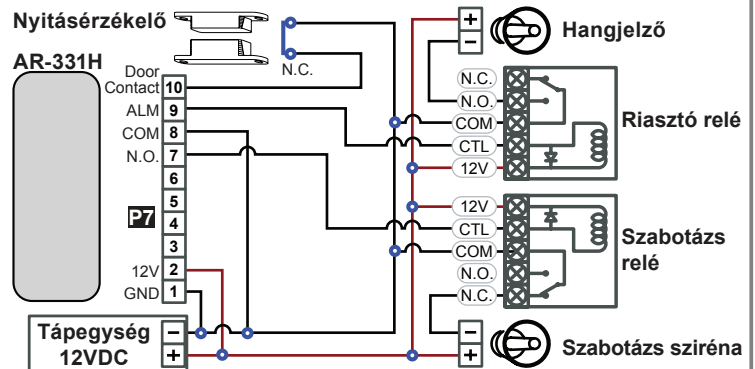 Nyitásérzékelő
AR-331H
N.C.
Door
Contact 10
ALM 9
COM 8
N.O. 7
6
5
P7
4
3
12V 2
GND 1
Tápegység
12VDC
−
+
+
−
Hangjelző
N.C.
N.O.
COM
CTL
12V
Riasztó relé
12V
CTL
COM
N.O.
N.C.
Szabotázs
relé
−
+
Szabotázs sziréna